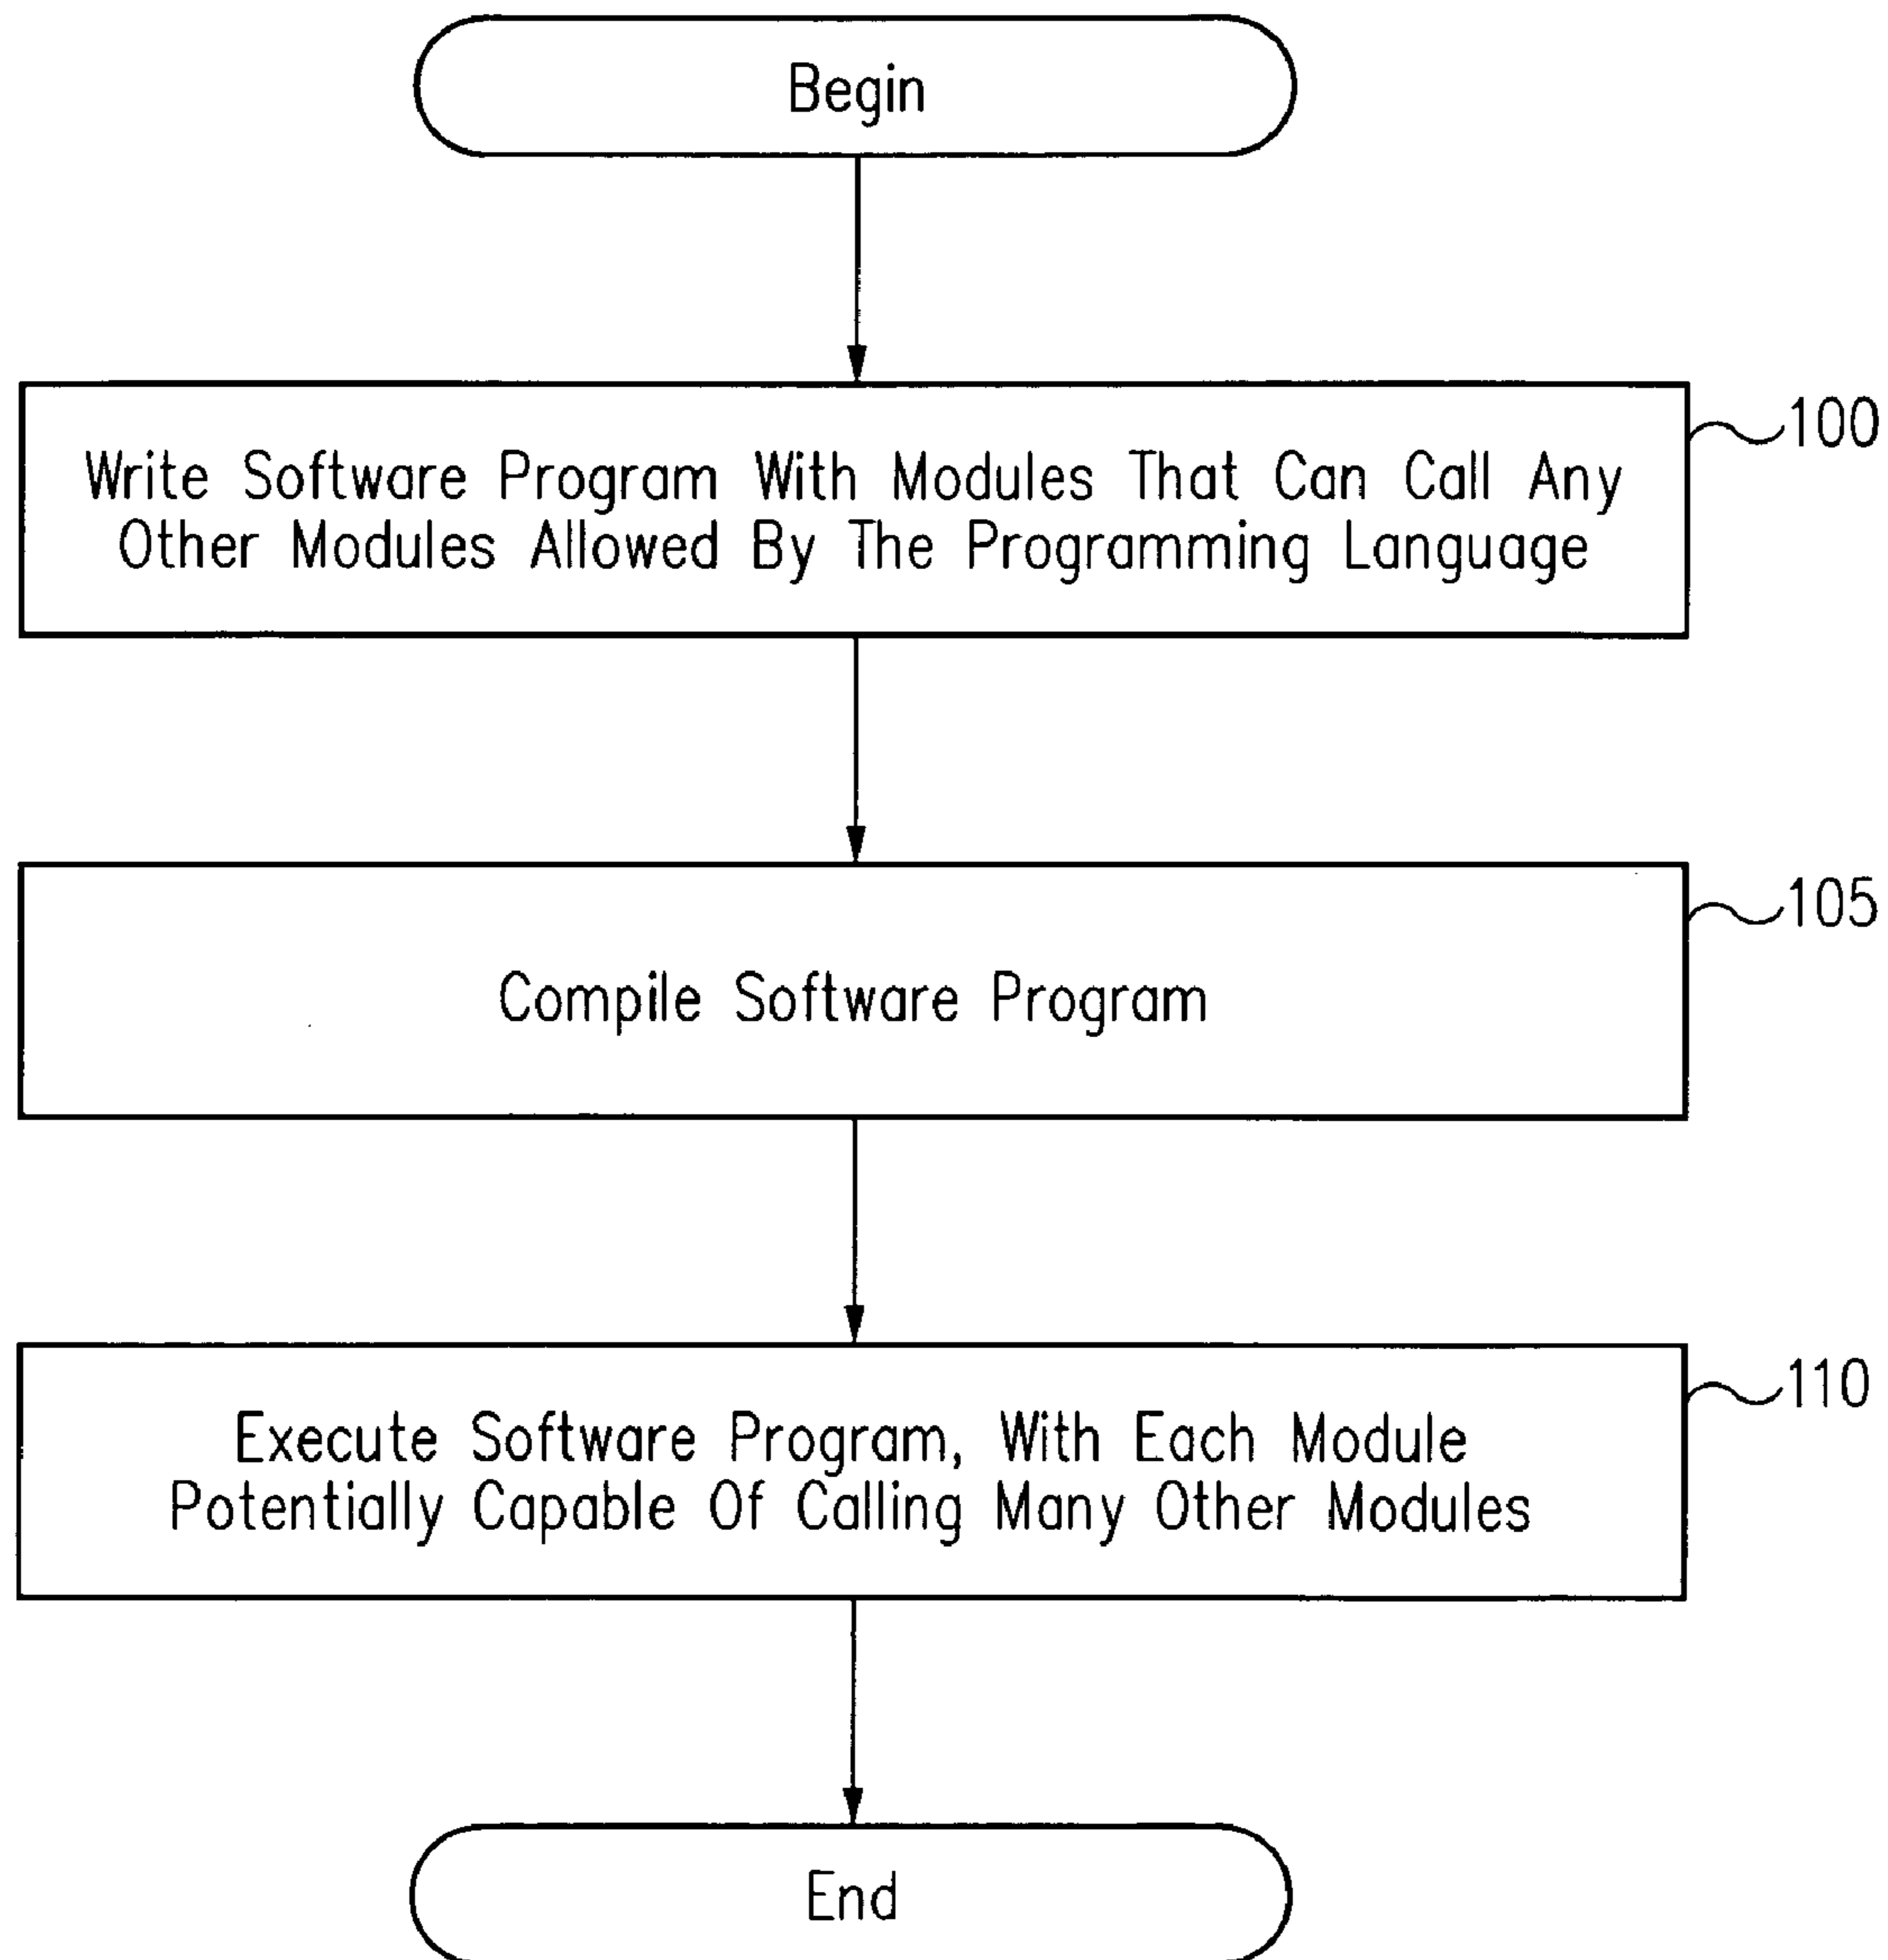 Begin
Write Software Program With Modules That Can Call Any
Other Modules Allowed By The Programming Language
100
Compile Software Program
105
Execute Software Program, With Each Module
Potentially Capable Of Calling Many Other Modules
110
End